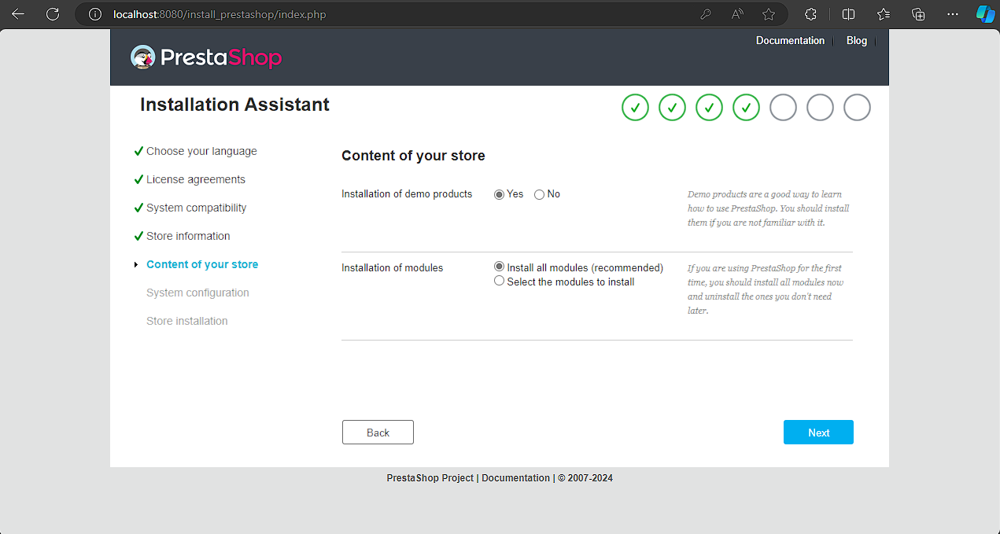 localhost:8080/install_prestashop/index.php
Documentation
Blog
PrestaShop
Installation Assistant
Choose your language
License agreements
System compatibility
Store information
Content of your store
System configuration
Store installation
Content of your store
Installation of demo products
Yes
No
Demo products are a good way to learn
how to use PrestaShop. You should install
them if you are not familiar with it.
Installation of modules
Install all modules (recommended)
Select the modules to install
If you are using PrestaShop for the first
time, you should install all modules now
and uninstall the ones you don't need
later.
Back
Next
PrestaShop Project | Documentation | © 2007-2024